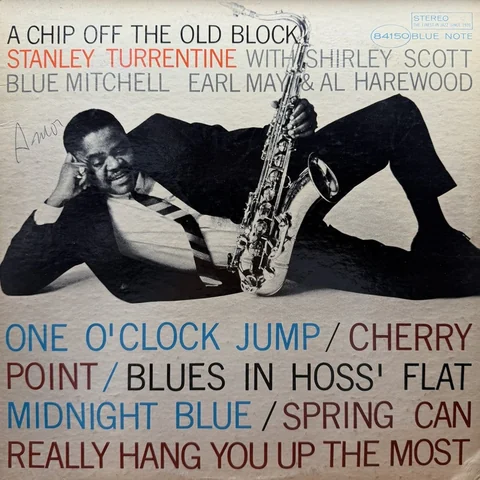 A CHIP OFF THE OLD BLOCK
STANLEY TURRENTINE WITH SHIRLEY SCOTT
BLUE MITCHELL EARL MAY & AL HAREWOOD
STEREO
84150 BLUE NOTE
ONE O'CLOCK JUMP / CHERRY
POINT / BLUES IN HOSS' FLAT
MIDNIGHT BLUE / SPRING CAN
REALLY HANG YOU UP THE MOST